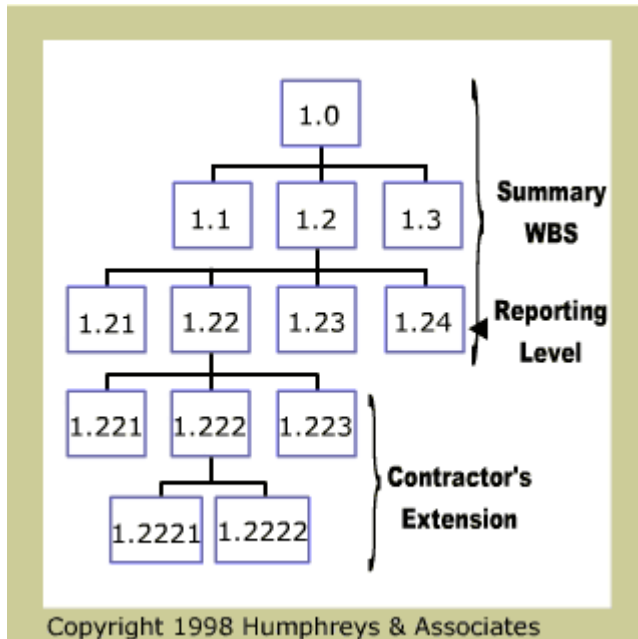 1.0
1.1 1.2 1.3
Summary
WBS
1.21 1.22 1.23 1.24
Reporting
Level
1.221 1.222 1.223
Contractor's
Extension
1.2221 1.2222
Copyright 1998 Humphreys & Associates